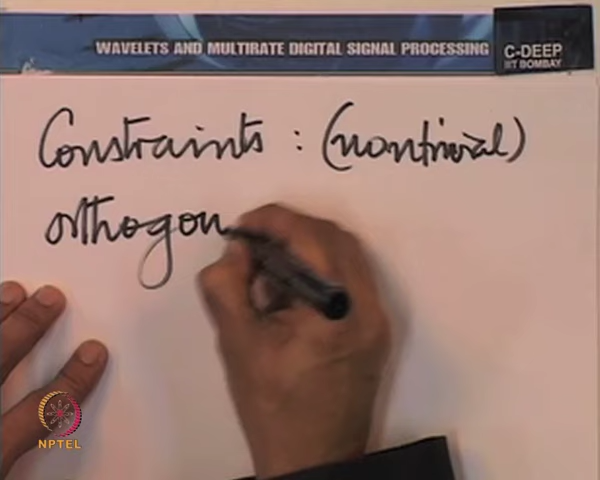 WAVELETS AND MULTIRATE DIGITAL SIGNAL PROCESSING
C-DEEP
IIT BOMBAY
Constraints : (nontrivial)
orthogon
NPTEL